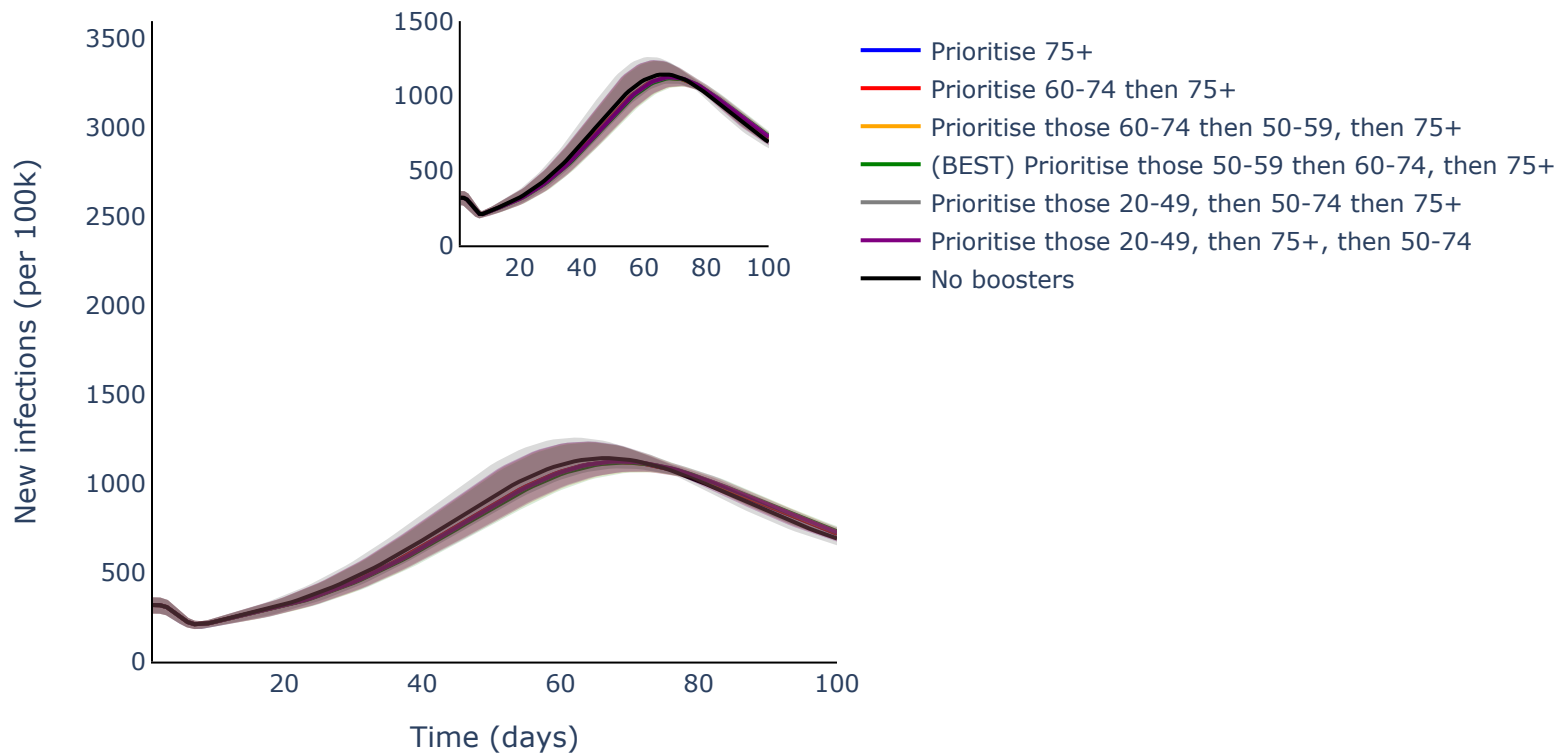 New infections (per 100k)
3500
3000
2500
2000
1500
1000
500
0
20
40
60
80
100
Time (days)
1500
1000
500
0
20
40
60
80
100
Prioritise 75+
Prioritise 60-74 then 75+
Prioritise those 60-74 then 50-59, then 75+
(BEST) Prioritise those 50-59 then 60-74, then 75+
Prioritise those 20-49, then 50-74 then 75+
Prioritise those 20-49, then 75+, then 50-74
No boosters